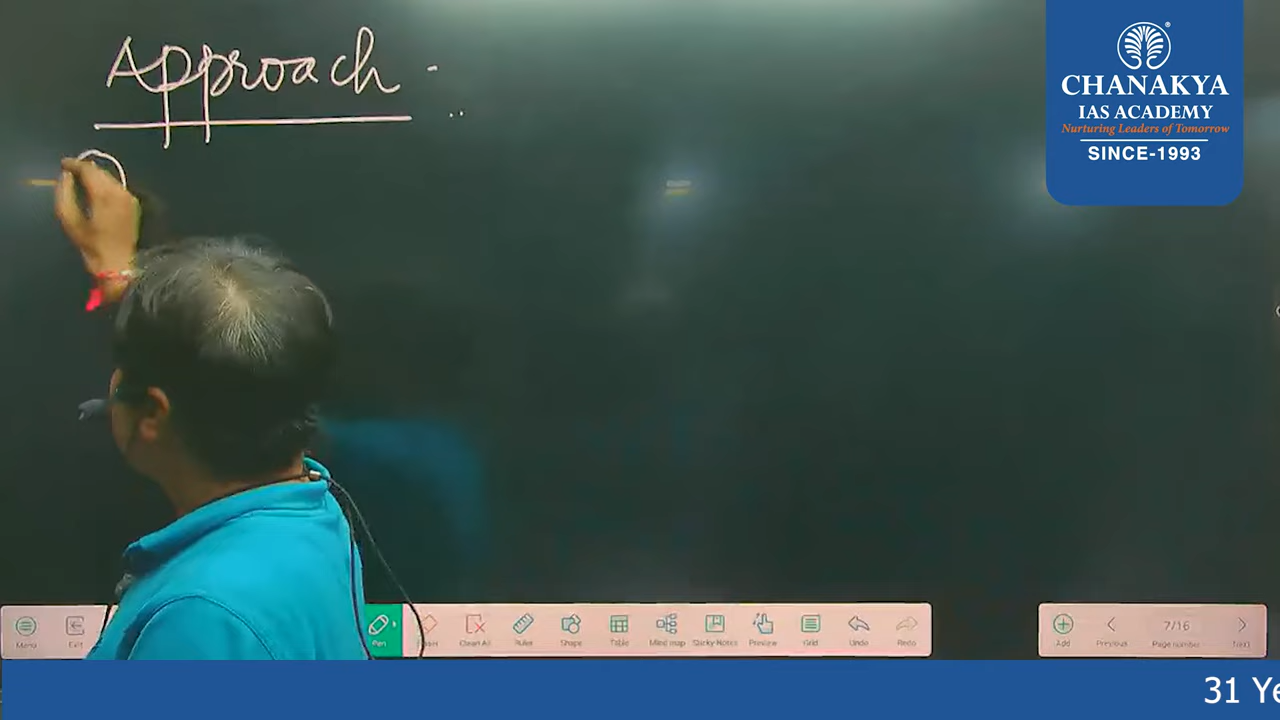 Approach -
CHANAKYA
IAS ACADEMY
Nurturing Leaders of Tomorrow
SINCE-1993
Menu
Exit
Pen
Clean All
Ruler
Shape
Table
Mind map
Sticky Notes
Preview
Grid
Undo
Redo
Add
Previous
7/16
Page number
Next
31 Ye